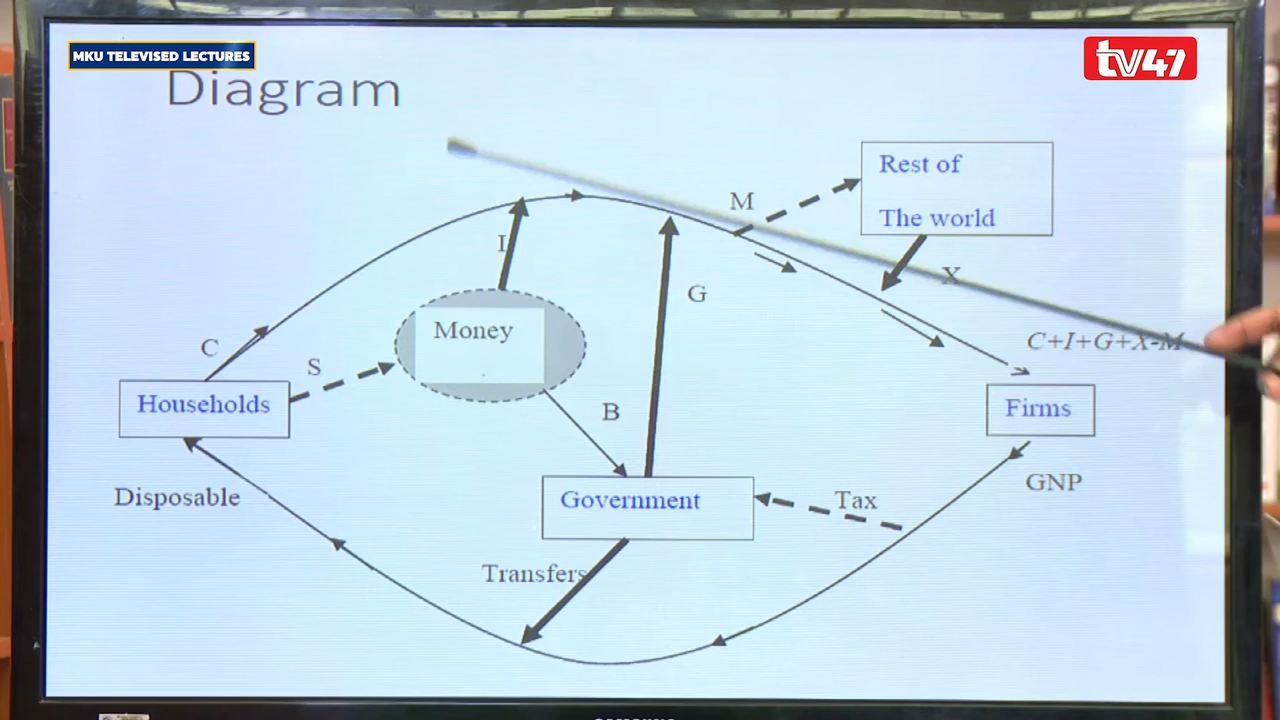 MKU TELEVISED LECTURES
tv47
Diagram
Rest of
The world
M
I
X
G
C+I+G+X-M
Money
C
S
Households
B
Firms
GNP
Disposable
Government
Tax
Transfers